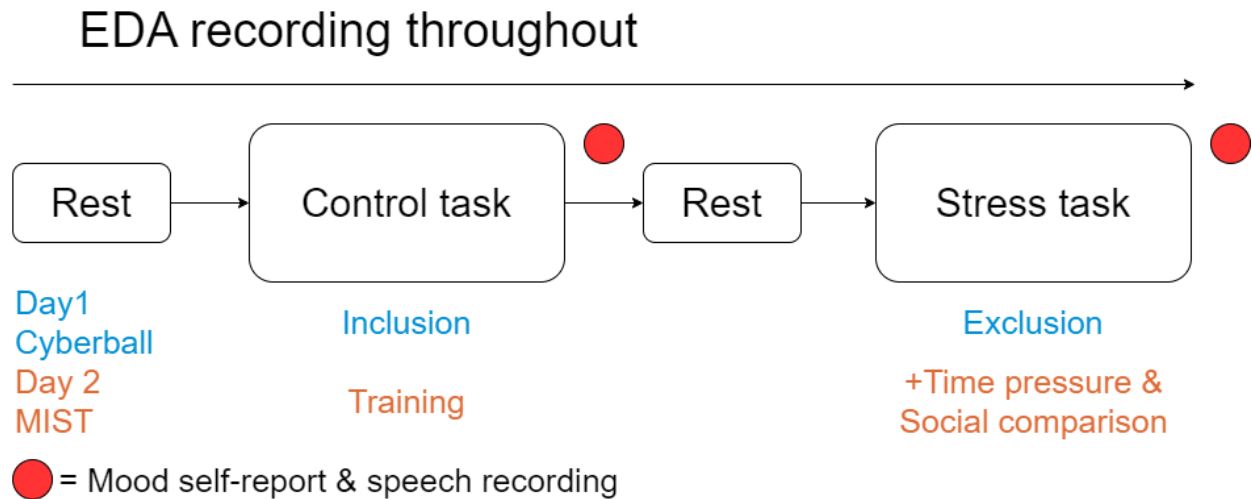 EDA recording throughout
Rest
Control task
Rest
Stress task
Day1
Cyberball
Inclusion
Exclusion
Day 2
MIST
Training
+Time pressure &
Social comparison
= Mood self-report & speech recording